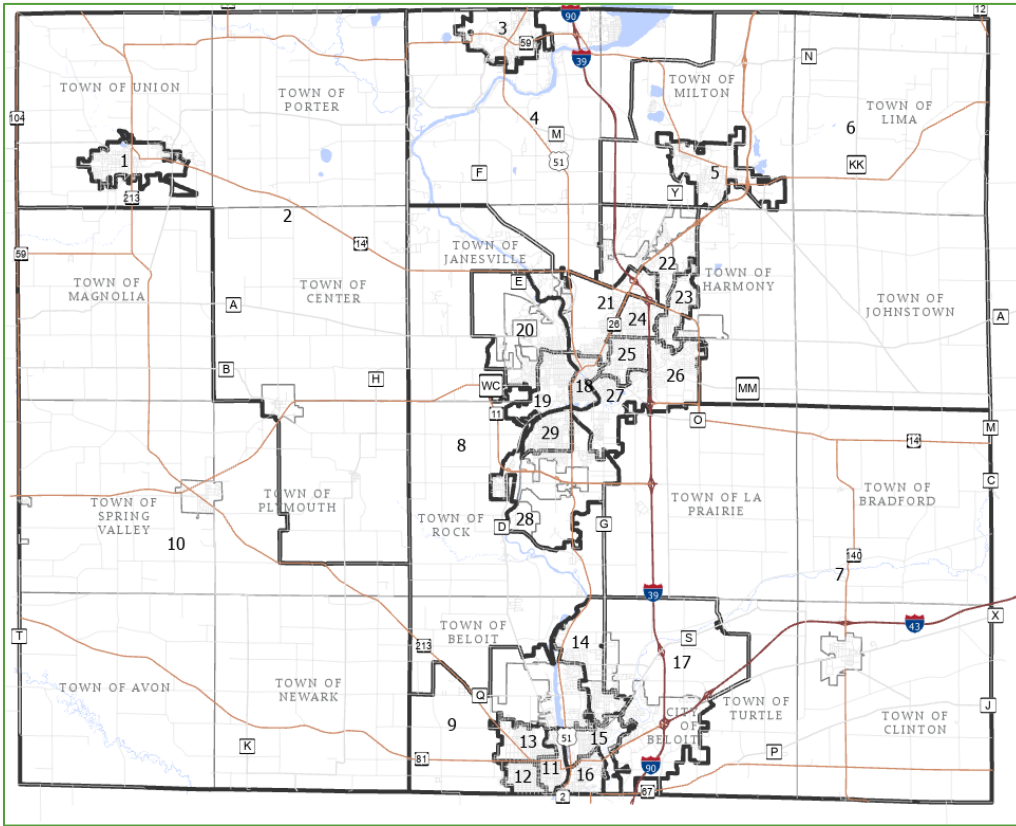 12
90
3
59
39
N
TOWN OF UNION
TOWN OF
PORTER
TOWN OF
MILTON
TOWN OF
LIMA
104
4
M
6
51
1
F
5
KK
Y
213
2
14
59
TOWN OF
JANESVILLE
22
TOWN OF
HARMONY
TOWN OF
MAGNOLIA
TOWN OF
CENTER
E
23
TOWN OF
JOHNSTOWN
A
21
A
20
26
24
25
B
H
WC
18
26
MM
19
27
11
O
M
29
14
8
C
TOWN OF
SPRING
VALLEY
TOWN OF
PLYMOUTH
TOWN OF LA
PRAIRIE
TOWN OF
BRADFORD
TOWN OF
ROCK
28
D
G
10
140
7
39
X
43
T
TOWN OF
BELOIT
14
S
213
17
TOWN OF AVON
TOWN OF
NEWARK
Q
TOWN OF
TURTLE
TOWN OF
CLINTON
J
9
CITY
OF
BELOIT
13
51
15
K
P
81
11
90
12
16
2
67